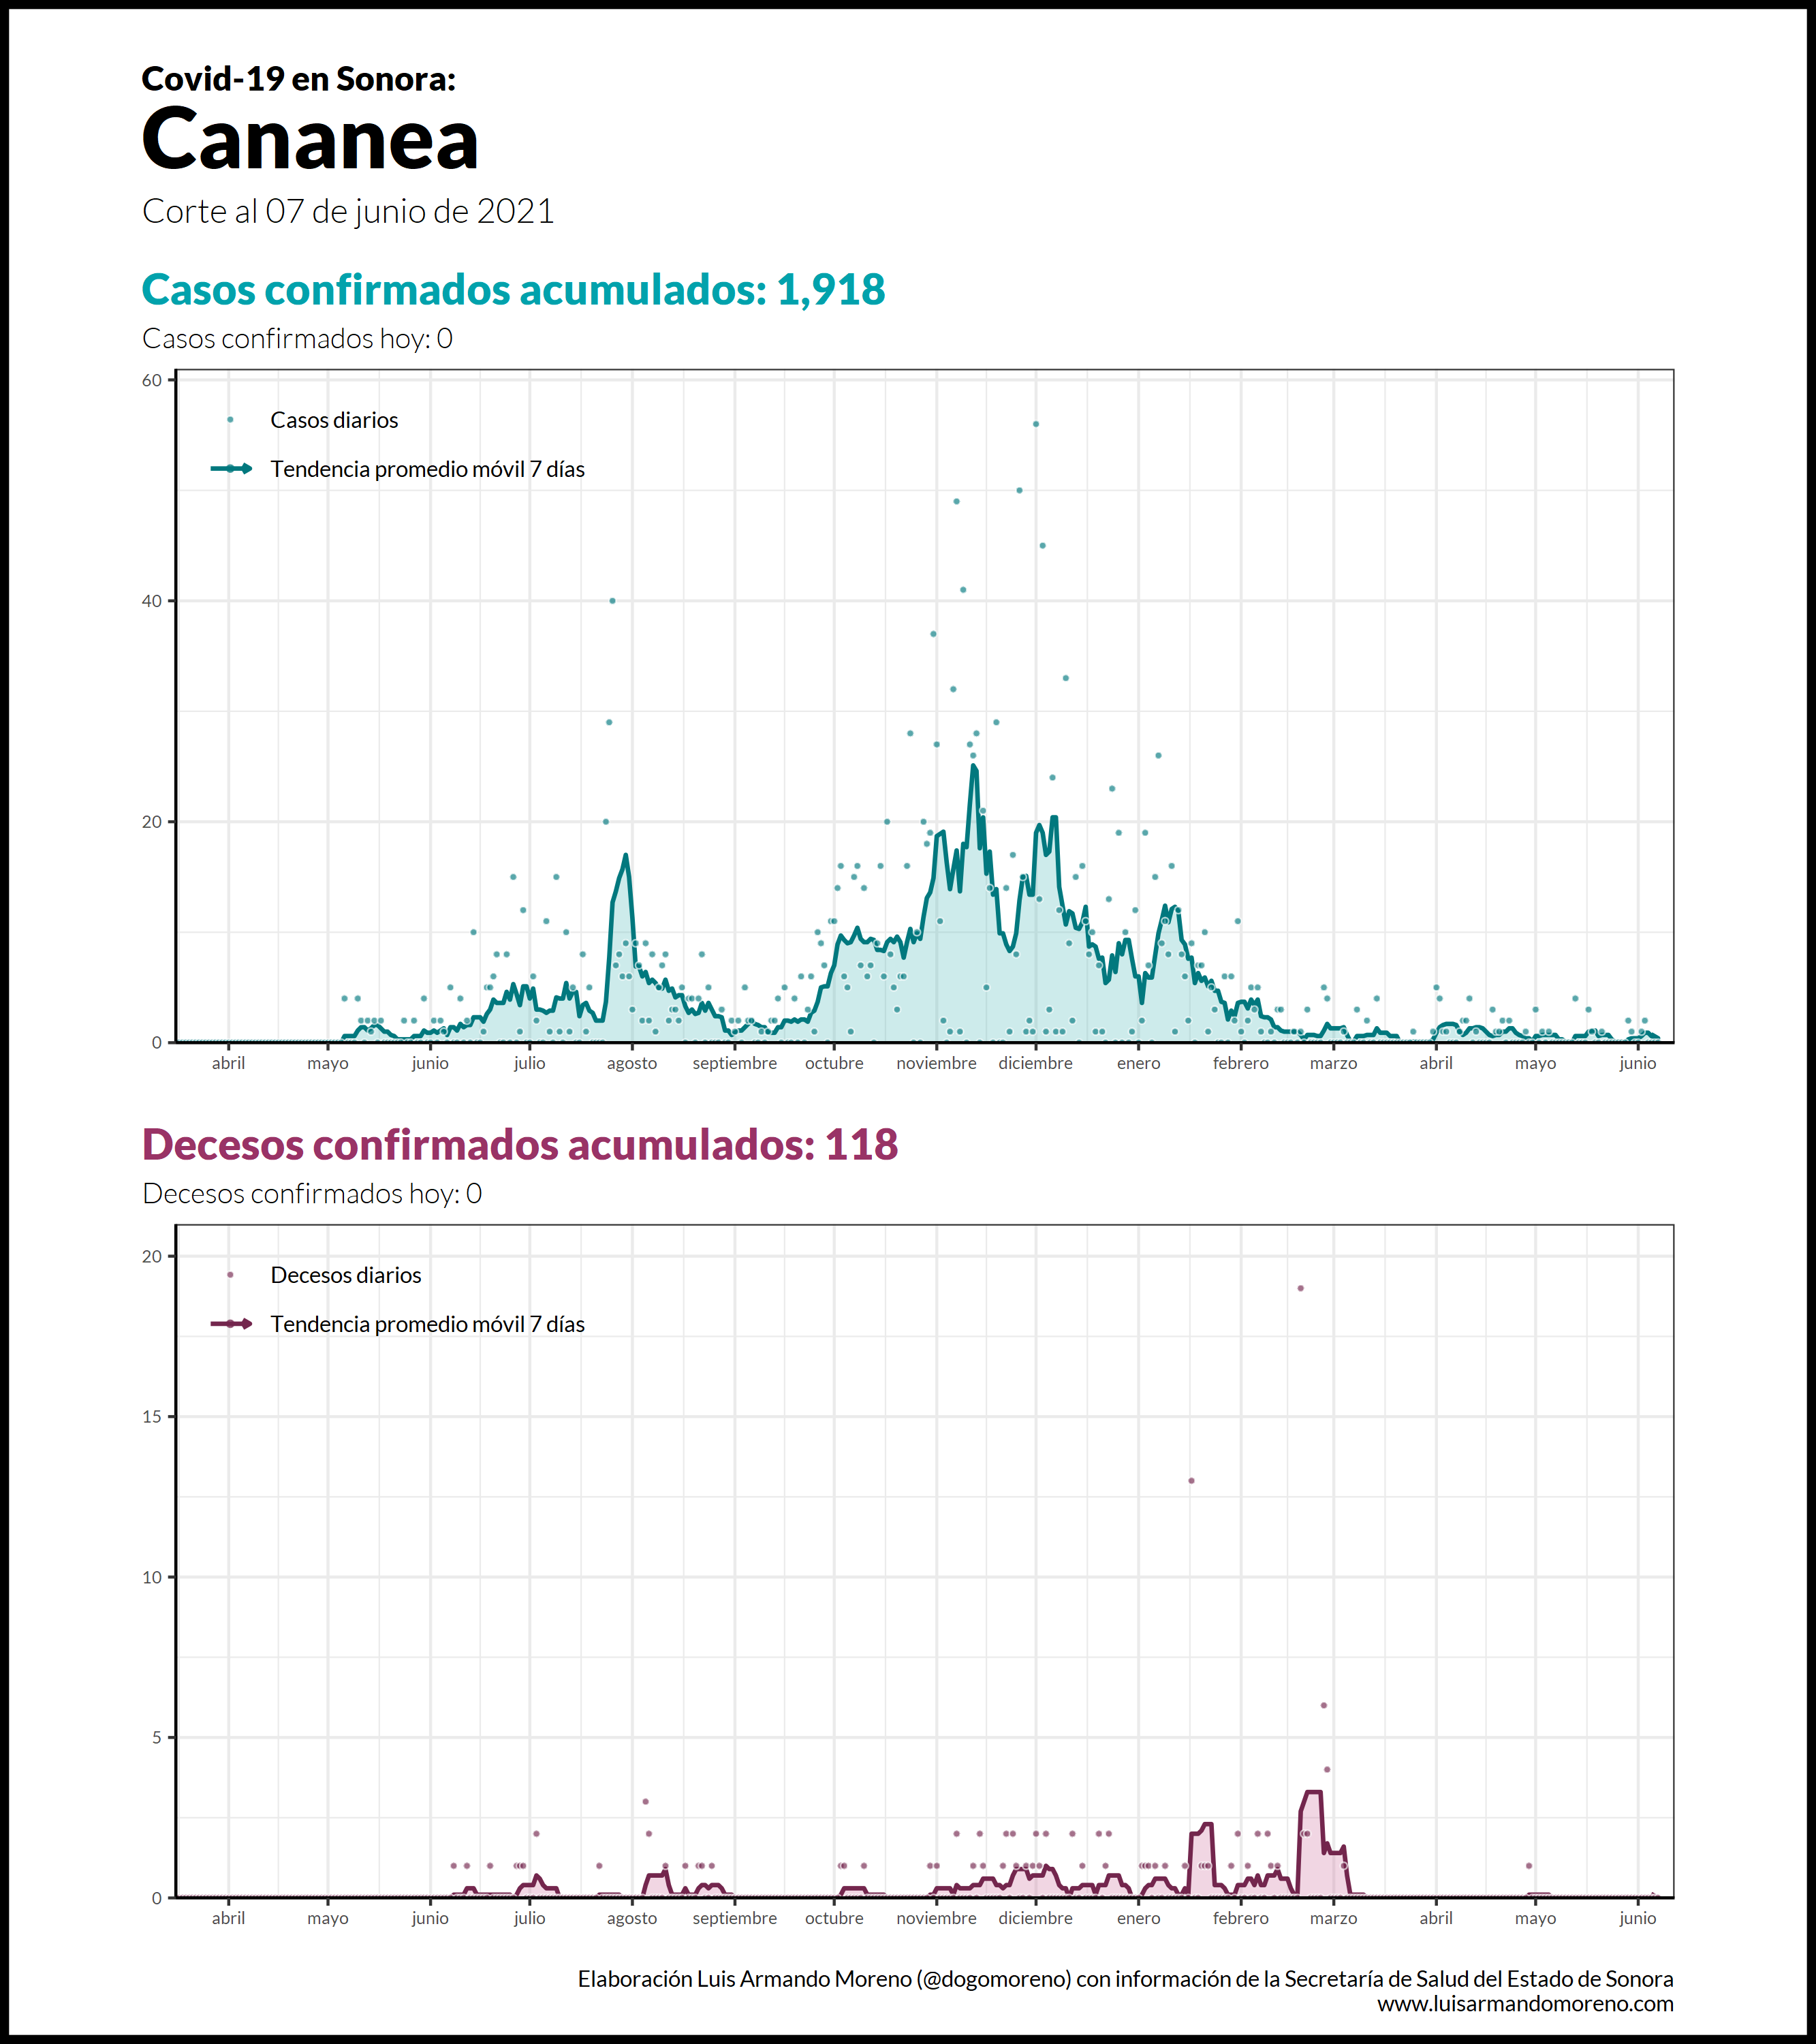 Covid-19 en Sonora:
Cananea
Corte al 07 de junio de 2021
Casos confirmados acumulados: 1,918
Casos confirmados hoy: 0
60
Casos diarios
Tendencia promedio móvil 7 días
40
20
0
abril mayo junio julio agosto septiembre octubre noviembre diciembre enero febrero marzo abril mayo junio
Decesos confirmados acumulados: 118
Decesos confirmados hoy: 0
20
Decesos diarios
Tendencia promedio móvil 7 días
15
10
5
0
abril mayo junio julio agosto septiembre octubre noviembre diciembre enero febrero marzo abril mayo junio
Elaboración Luis Armando Moreno (@dogomoreno) con información de la Secretaría de Salud del Estado de Sonora
www.luisarmandomoreno.com